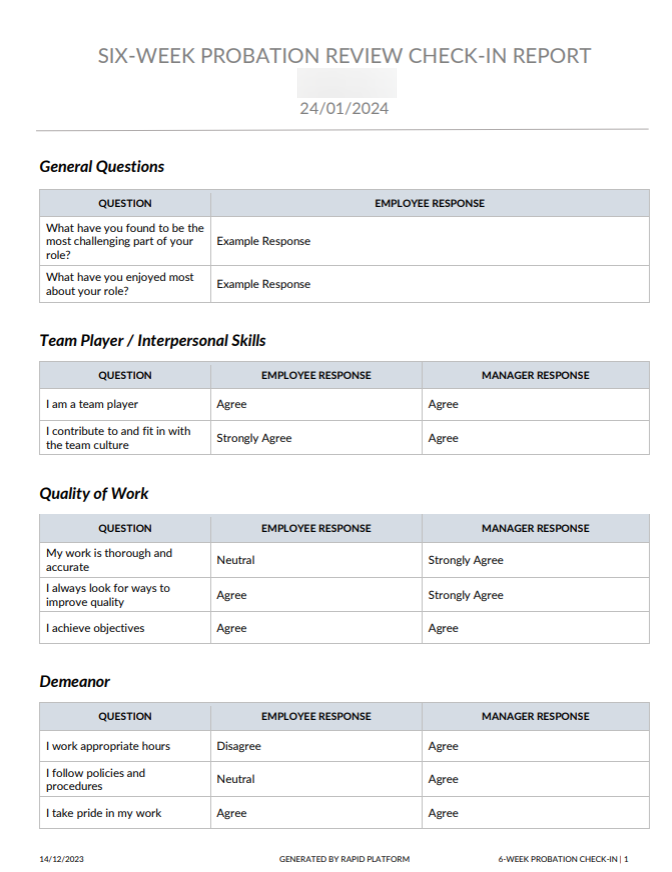 SIX-WEEK PROBATION REVIEW CHECK-IN REPORT
24/01/2024
General Questions
QUESTION EMPLOYEE RESPONSE
What have you found to be the
most challenging part of your
role?
Example Response
What have you enjoyed most
about your role?
Example Response
Team Player / Interpersonal Skills
QUESTION EMPLOYEE RESPONSE MANAGER RESPONSE
I am a team player Agree Agree
I contribute to and fit in with
the team culture
Strongly Agree Agree
Quality of Work
QUESTION EMPLOYEE RESPONSE MANAGER RESPONSE
My work is thorough and
accurate
Neutral Strongly Agree
I always look for ways to
improve quality
Agree Strongly Agree
I achieve objectives Agree Agree
Demeanor
QUESTION EMPLOYEE RESPONSE MANAGER RESPONSE
I work appropriate hours Disagree Agree
I follow policies and
procedures
Neutral Agree
I take pride in my work Agree Agree
14/12/2023 GENERATED BY RAPID PLATFORM 6-WEEK PROBATION CHECK-IN | 1